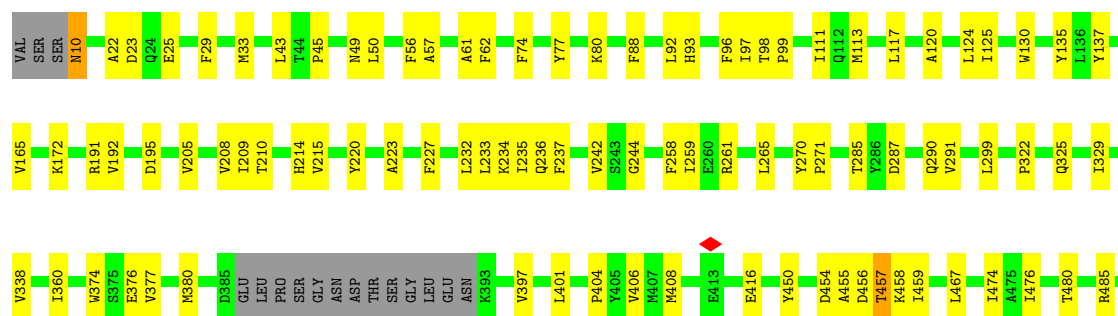 VAL SER SER N10 A22 D23 Q24 E25 F29 M33 L43 T44 P45 N49 L50 F56 A57 A61 F62 F74 Y77 K80 F88 L92 H93 F96 I97 T98 P99 I111 Q112 M113 L117 A120 L124 I125 W130 Y135 L136 Y137
V165 K172 R191 V192 D195 V205 V208 I209 T210 H214 V215 Y220 A223 F227 L232 L233 K234 I235 Q236 F237 V242 S243 G244 F258 I259 E260 R261 L265 Y270 P271 T285 Y286 D287 Q290 V291 L299 P322 Q325 I329
V338 I360 W374 S375 E376 V377 M380 D385 GLU LEU PRO SER GLY ASN ASP THR SER GLY LEU GLU ASN K393 V397 L401 P404 Y405 V406 M407 M408 E413 E416 Y450 D454 A455 D456 T457 K458 I459 L467 I474 A475 I476 T480 R485